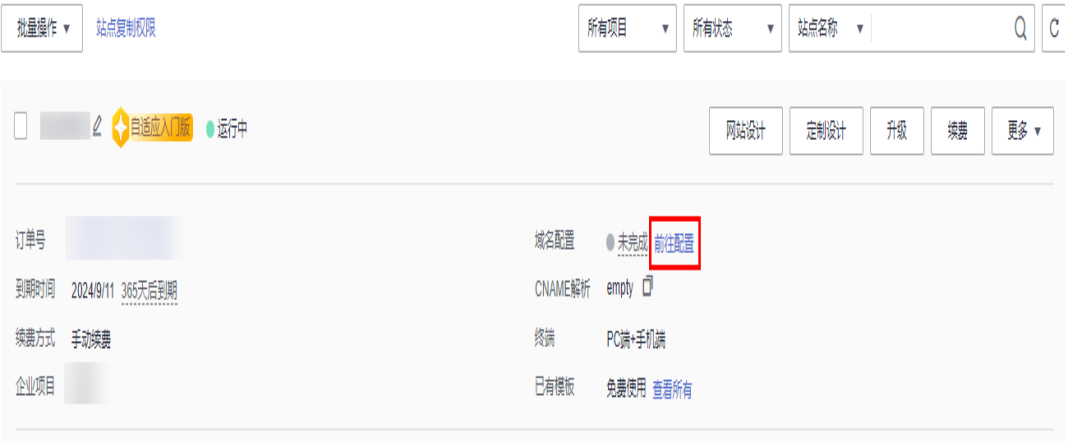 批量操作 站点复制权限 所有项目 所有状态 站点名称
自适应入门版 运行中 网站设计 定制设计 升级 续费 更多
订单号 域名配置 未完成 前往配置
到期时间 2024/9/11 365天后到期 CNAME解析 empty
续费方式 手动续费 终端 PC端+手机端
企业项目 已有模板 免费使用 查看所有